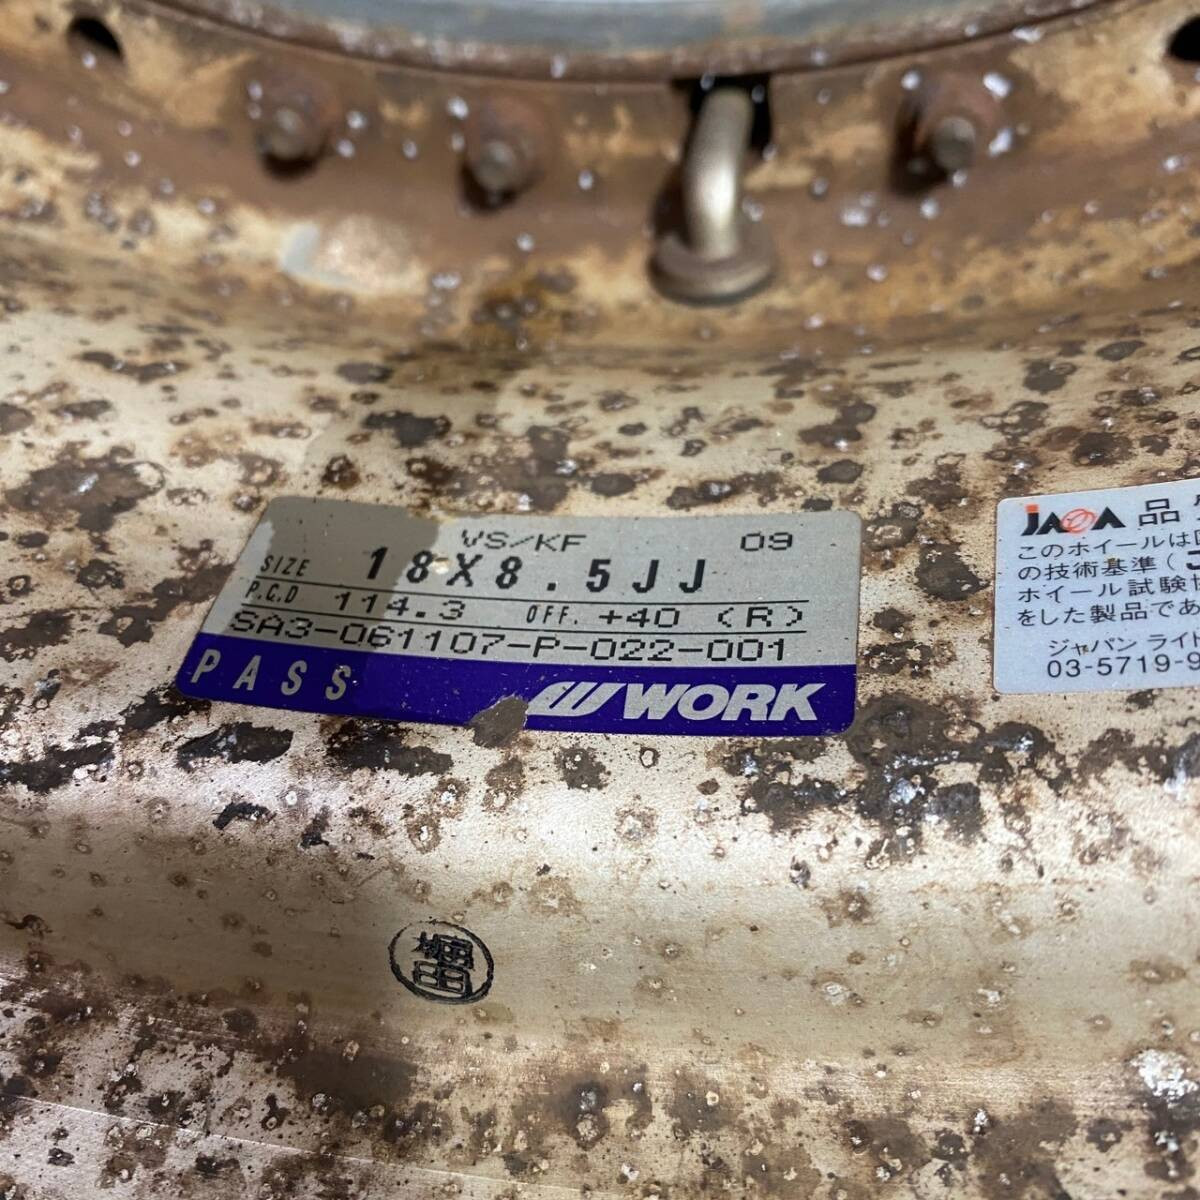 VS/KF 09
SIZE 18X8.5JJ
P.C.D 114.3 OFF. +40 (R)
SA3-061107-P-022-001
PASS WORK
JAWA 品
このホイールは
の技術基準(J
ホイール試験
をした製品であ
ジャパン ライ
03-5719-9
堀田